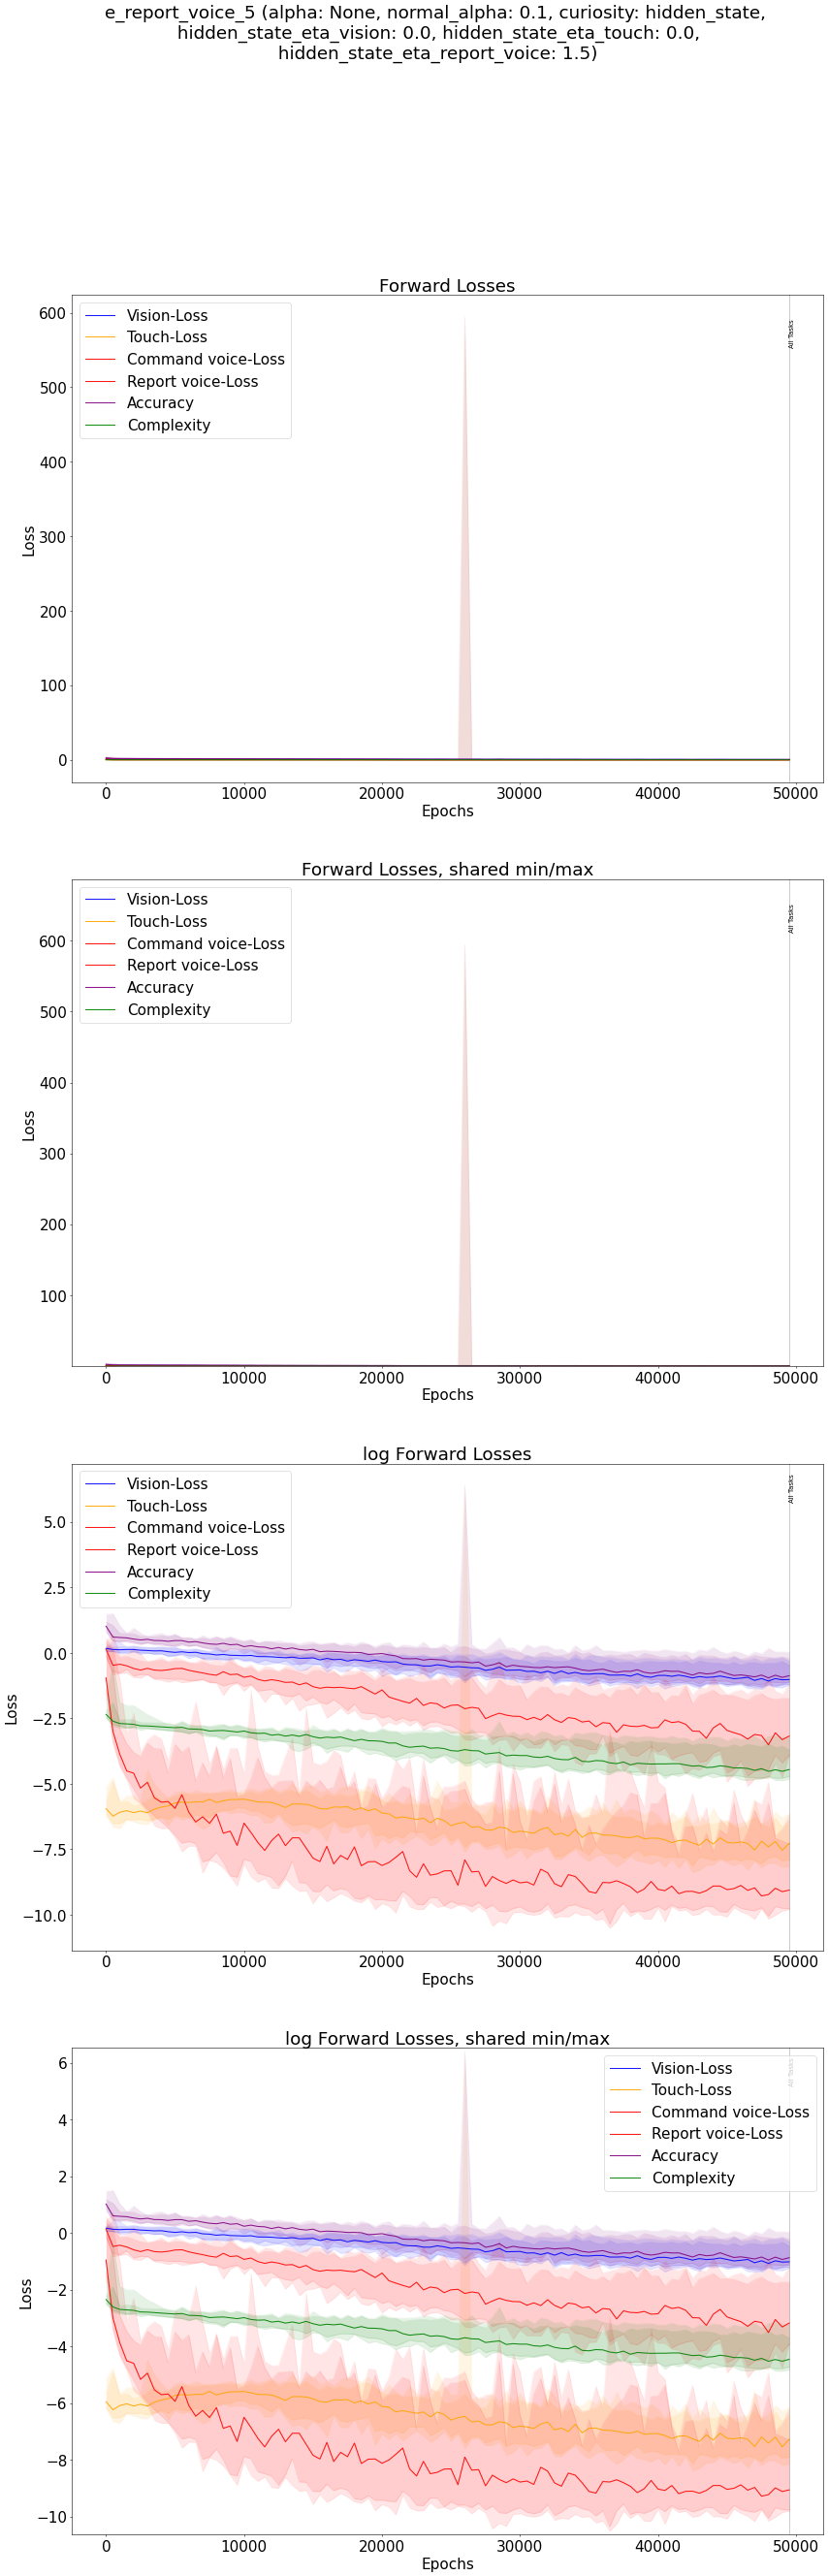 e_report_voice_5 (alpha: None, normal_alpha: 0.1, curiosity: hidden_state,
hidden_state_eta_vision: 0.0, hidden_state_eta_touch: 0.0,
hidden_state_eta_report_voice: 1.5)
Forward Losses
Vision-Loss
Touch-Loss
Command voice-Loss
Report voice-Loss
Accuracy
Complexity
All Tasks
600
500
400
300
200
100
0
Loss
0 10000 20000 30000 40000 50000
Epochs
Forward Losses, shared min/max
Vision-Loss
Touch-Loss
Command voice-Loss
Report voice-Loss
Accuracy
Complexity
All Tasks
600
500
400
300
200
100
Loss
0 10000 20000 30000 40000 50000
Epochs
log Forward Losses
Vision-Loss
Touch-Loss
Command voice-Loss
Report voice-Loss
Accuracy
Complexity
All Tasks
5.0
2.5
0.0
−2.5
−5.0
−7.5
−10.0
Loss
0 10000 20000 30000 40000 50000
Epochs
log Forward Losses, shared min/max
Vision-Loss
Touch-Loss
Command voice-Loss
Report voice-Loss
Accuracy
Complexity
All Tasks
6
4
2
0
−2
−4
−6
−8
−10
Loss
0 10000 20000 30000 40000 50000
Epochs